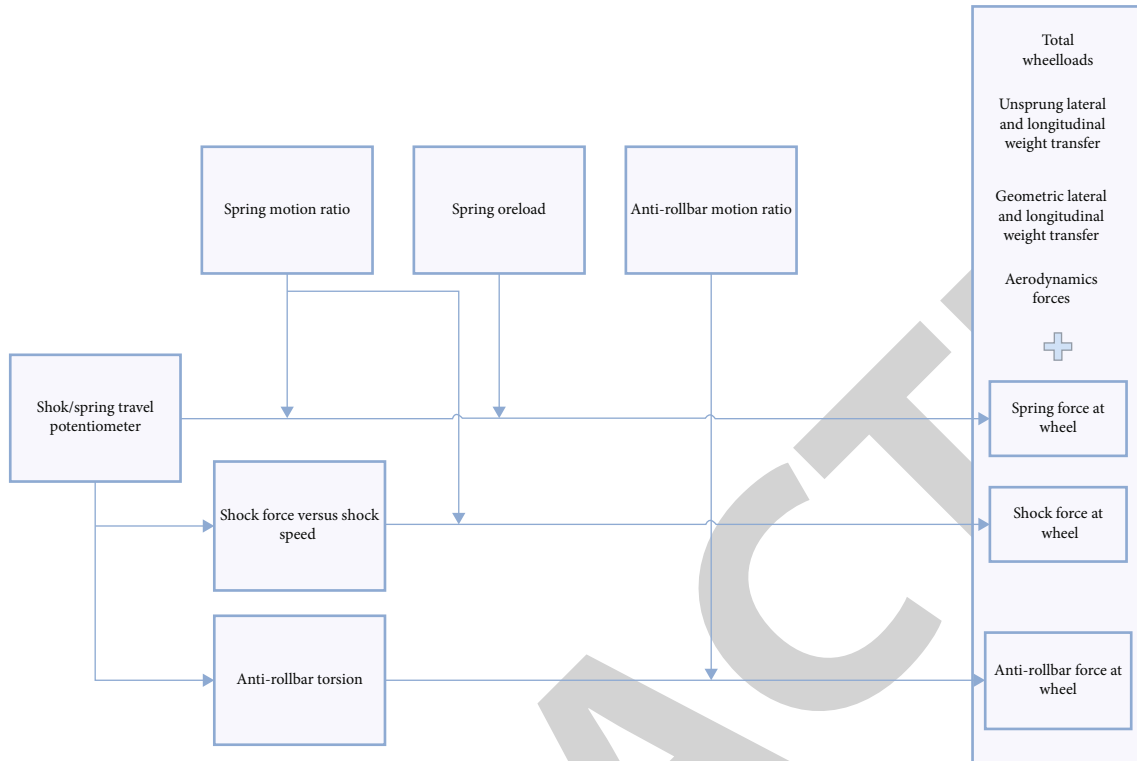 Total
wheelloads
Unsprung lateral
and longitudinal
weight transfer
Geometric lateral
and longitudinal
weight transfer
Aerodynamics
forces
Spring motion ratio
Spring oreload
Anti-rollbar motion ratio
Shok/spring travel
potentiometer
Spring force at
wheel
Shock force versus shock
speed
Shock force at
wheel
Anti-rollbar torsion
Anti-rollbar force at
wheel
ACT